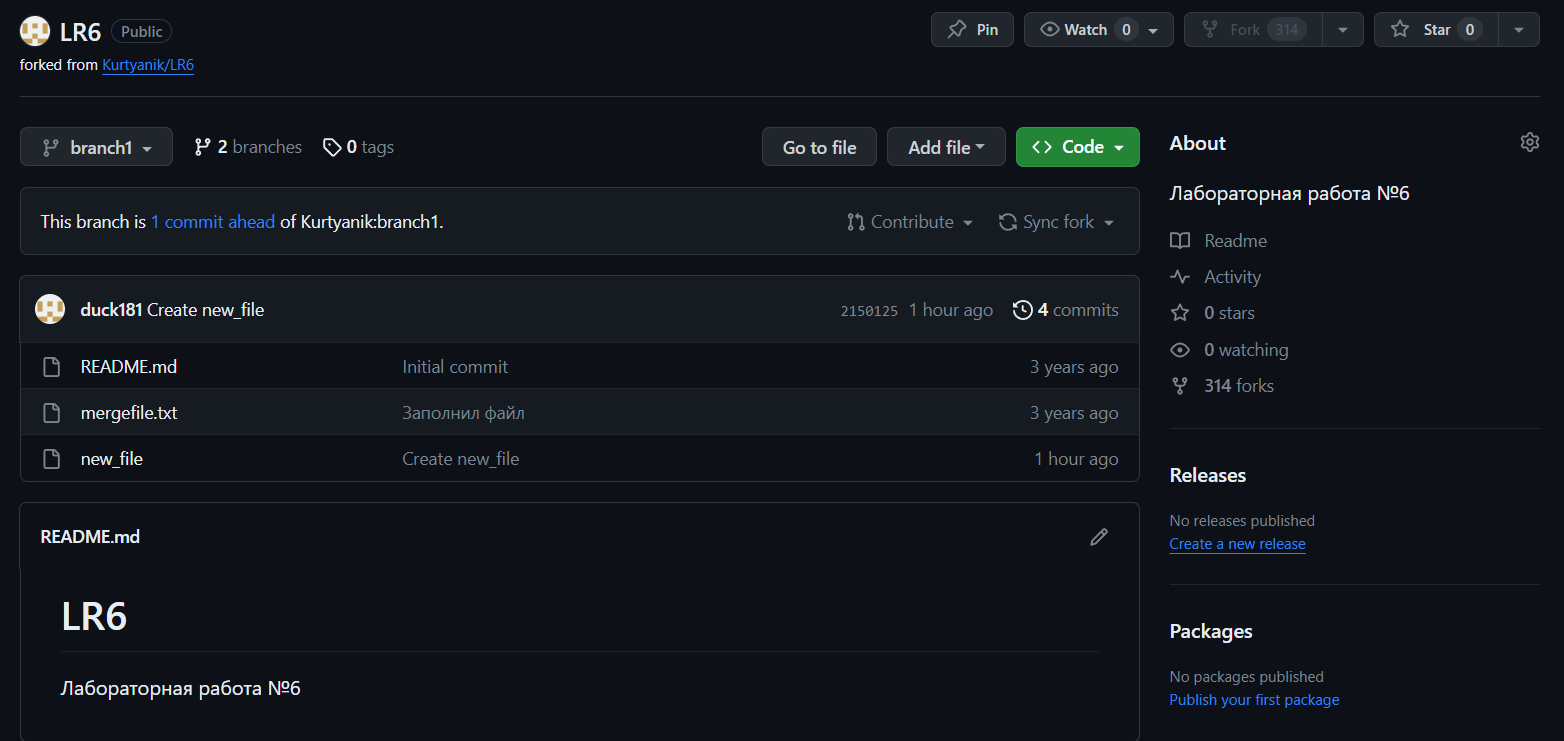 LR6 Public Pin Watch 0 Fork 314 Star 0
forked from Kurtyanik/LR6
branch1 2 branches 0 tags Go to file Add file Code
This branch is 1 commit ahead of Kurtyanik:branch1. Contribute Sync fork
duck181 Create new_file 2150125 1 hour ago 4 commits
README.md Initial commit 3 years ago
mergefile.txt Заполнил файл 3 years ago
new_file Create new_file 1 hour ago
README.md
LR6
Лабораторная работа №6
About
Лабораторная работа №6
Readme
Activity
0 stars
0 watching
314 forks
Releases
No releases published
Create a new release
Packages
No packages published
Publish your first package